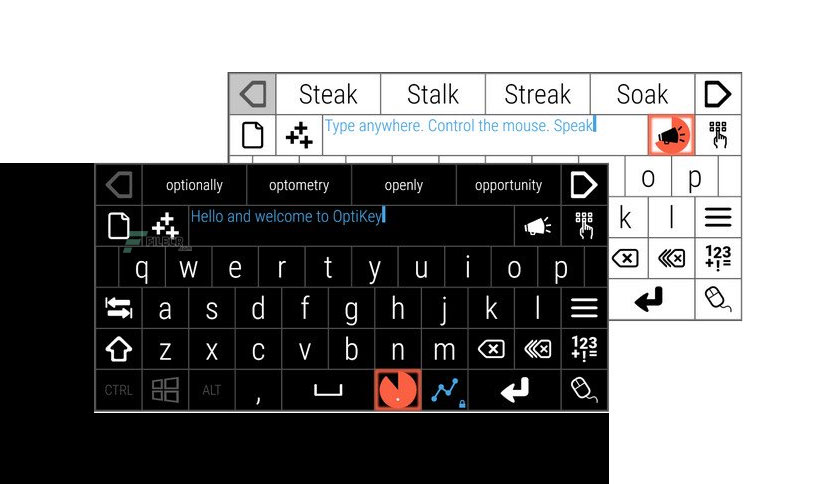 Steak Stalk Streak Soak
Type anywhere. Control the mouse. Speak
o p
k l
123
+!=
optionally optometry openly opportunity
Hello and welcome to OptiKey
FILECR
q w e r t y u i o p
a s d f g h j k l
z x c v b n m 123
+!=
CTRL ALT , .